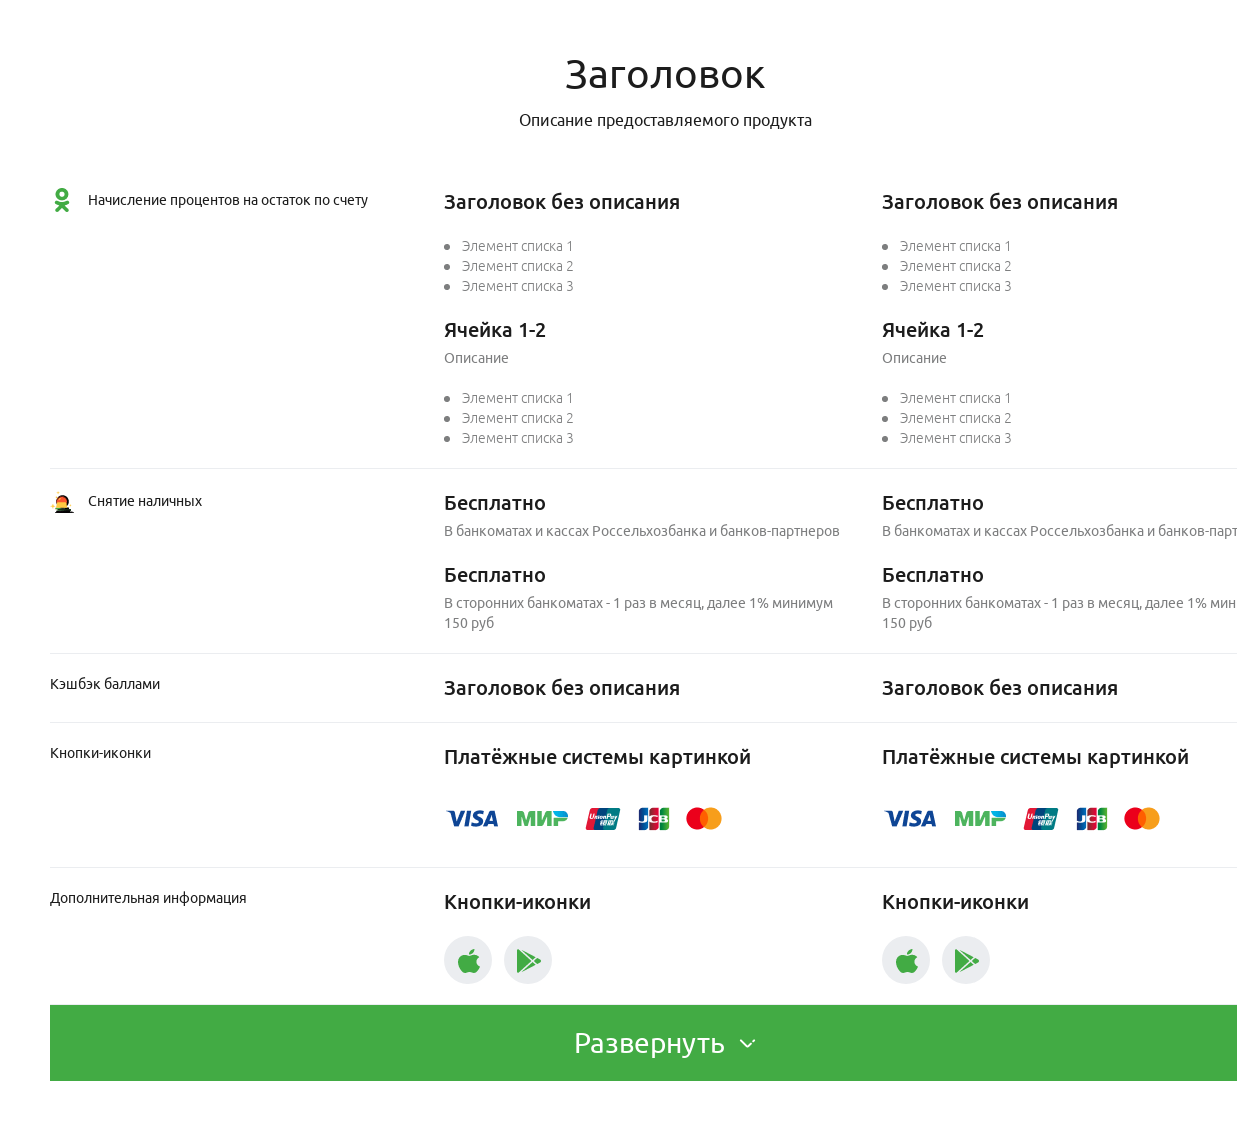 Заголовок
Описание предоставляемого продукта
Начисление процентов на остаток по счету
Заголовок без описания
Элемент списка 1
Элемент списка 2
Элемент списка 3
Ячейка 1-2
Описание
Элемент списка 1
Элемент списка 2
Элемент списка 3
Заголовок без описания
Элемент списка 1
Элемент списка 2
Элемент списка 3
Ячейка 1-2
Описание
Элемент списка 1
Элемент списка 2
Элемент списка 3
Снятие наличных
Бесплатно
В банкоматах и кассах Россельхозбанка и банков-партнеров
Бесплатно
В сторонних банкоматах - 1 раз в месяц, далее 1% минимум
150 руб
Бесплатно
В банкоматах и кассах Россельхозбанка и банков-парт
Бесплатно
В сторонних банкоматах - 1 раз в месяц, далее 1% мин
150 руб
Кэшбэк баллами
Заголовок без описания
Заголовок без описания
Кнопки-иконки
Платёжные системы картинкой
VISA МИР UnionPay 银联 JCB
Платёжные системы картинкой
VISA МИР UnionPay 银联 JCB
Дополнительная информация
Кнопки-иконки
Кнопки-иконки
Развернуть